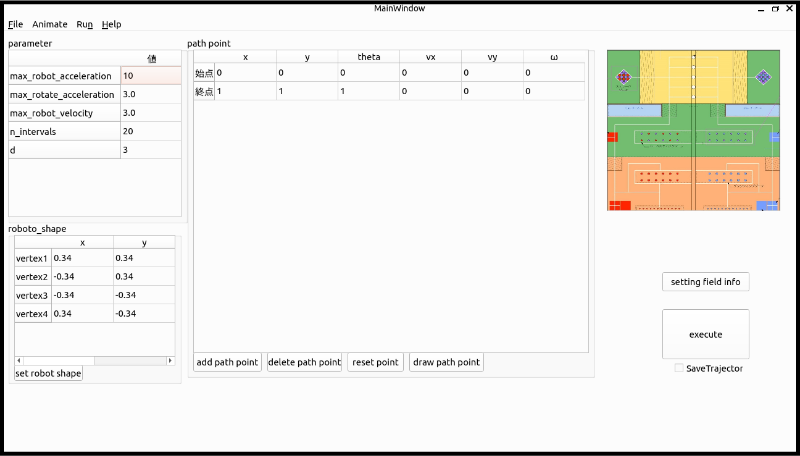 MainWindow
File Animate Run Help
parameter
値
max_robot_acceleration 10
max_rotate_acceleration 3.0
max_robot_velocity 3.0
n_intervals 20
d 3
roboto_shape
x y
vertex1 0.34 0.34
vertex2 -0.34 0.34
vertex3 -0.34 -0.34
vertex4 0.34 -0.34
set robot shape
path point
x y theta vx vy ω
始点 0 0 0 0 0 0
終点 1 1 1 0 0 0
add path point delete path point reset point draw path point
setting field info
execute
SaveTrajector